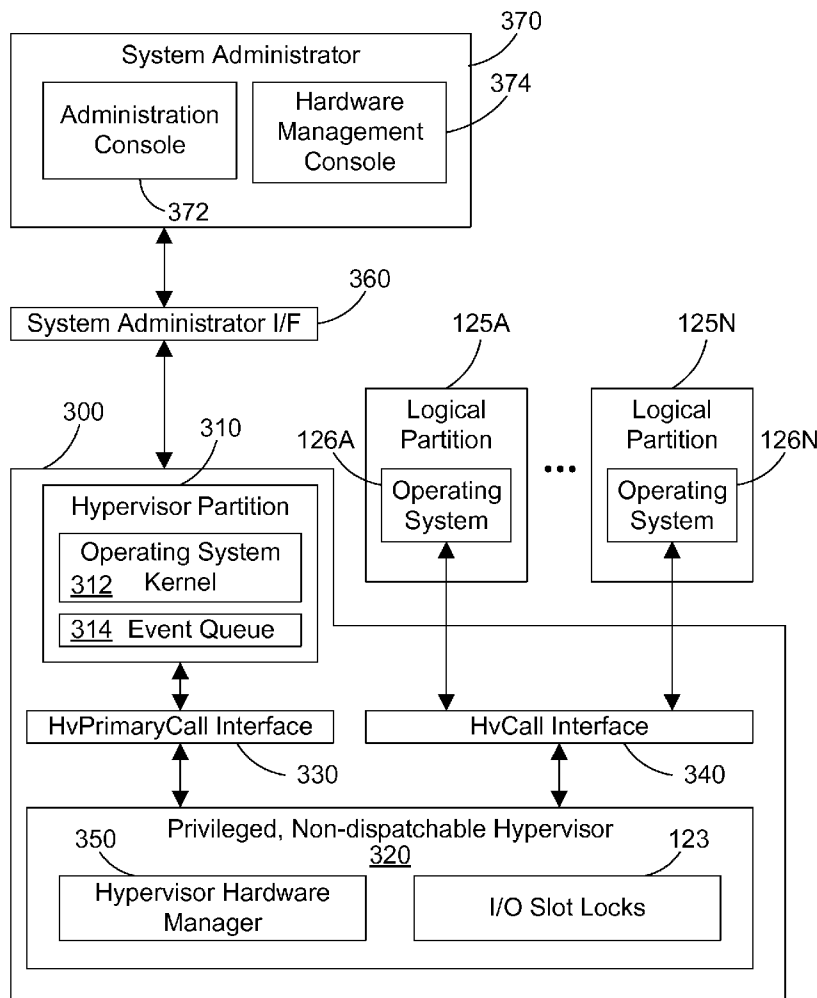 370
System Administrator
374
Administration
Console
Hardware
Management
Console
372
360
System Administrator I/F
125A
125N
300
310
Logical
Partition
Logical
Partition
126A
126N
Operating
System
...
Operating
System
Hypervisor Partition
Operating System
312 Kernel
314 Event Queue
HvPrimaryCall Interface
HvCall Interface
330
340
Privileged, Non-dispatchable Hypervisor
350
320
123
Hypervisor Hardware
Manager
I/O Slot Locks